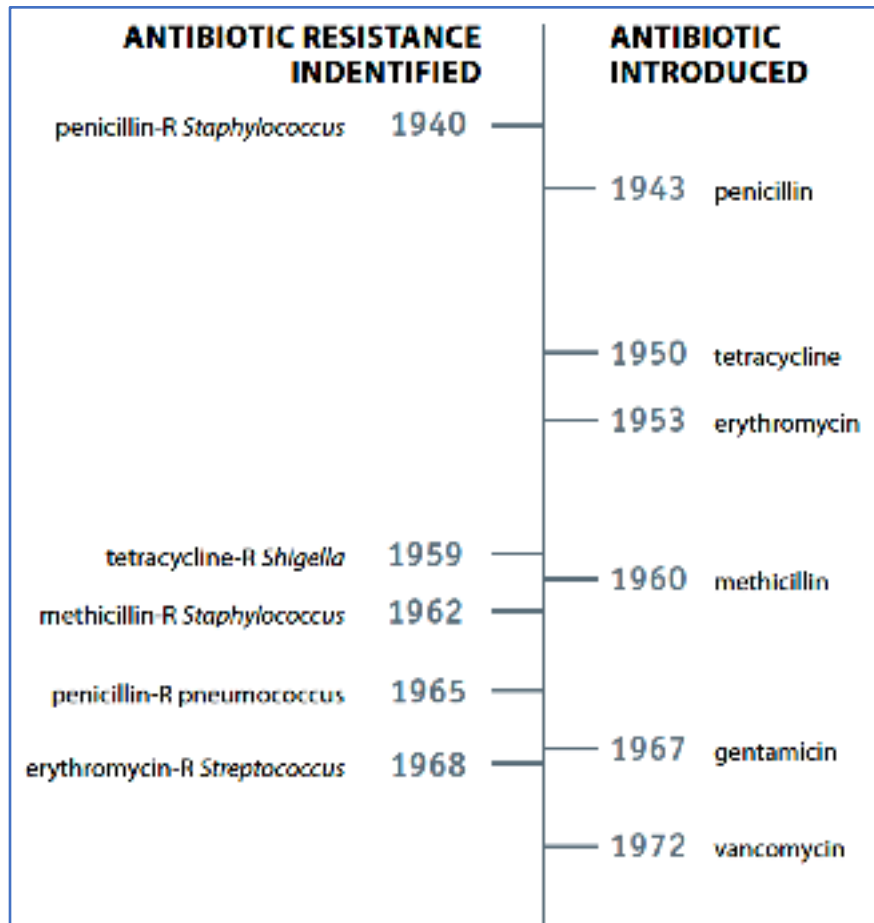 ANTIBIOTIC RESISTANCE
INDENTIFIED
ANTIBIOTIC
INTRODUCED
penicillin-R Staphylococcus 1940
1943 penicillin
1950 tetracycline
1953 erythromycin
tetracycline-R Shigella 1959
1960 methicillin
methicillin-R Staphylococcus 1962
penicillin-R pneumococcus 1965
1967 gentamicin
erythromycin-R Streptococcus 1968
1972 vancomycin